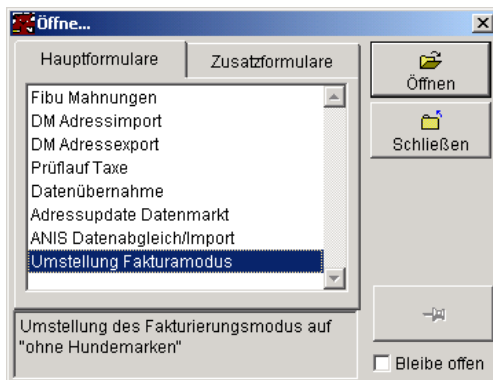 Öffne...
Hauptformulare
Zusatzformulare
Fibu Mahnungen
DM Adressimport
DM Adressexport
Prüflauf Taxe
Datenübernahme
Adressupdate Datenmarkt
ANIS Datenabgleich/Import
Umstellung Fakturamodus
Umstellung des Fakturierungsmodus auf
"ohne Hundemarken"
Öffnen
Schließen
Bleibe offen